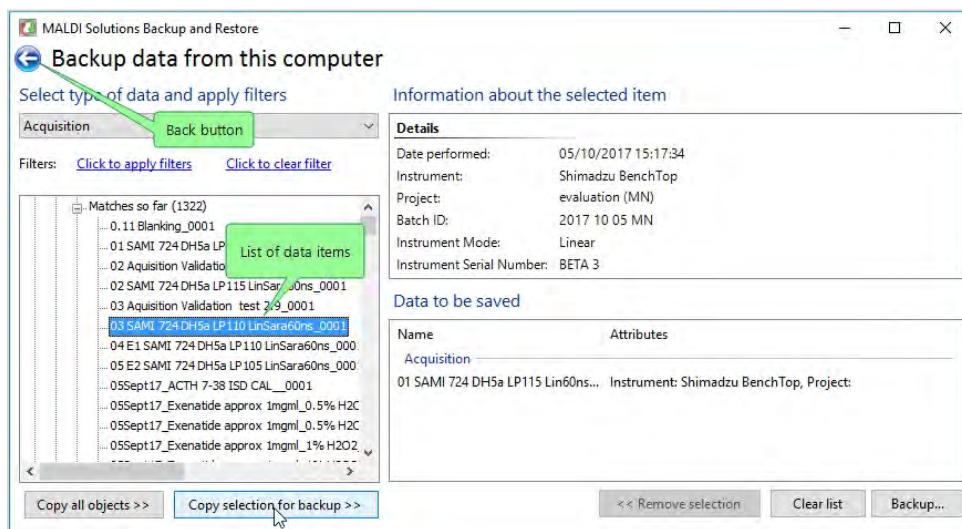 MALDI Solutions Backup and Restore
Backup data from this computer
Select type of data and apply filters
Acquisition
Back button
Filters: Click to apply filters Click to clear filter
Matches so far (1322)
0.11 Blanking_0001
01 SAMI 724 DH5a LP
02 Aquisition Validatio
List of data items
02 SAMI 724 DH5a LP115 LinSara60ns_0001
03 Aquisition Validation test 2.9_0001
03 SAMI 724 DH5a LP110 LinSara60ns_0001
04 E1 SAMI 724 DH5a LP110 LinSara60ns_000
05 E2 SAMI 724 DH5a LP105 LinSara60ns_000
05Sept17_ACTH 7-38 ISD CAL__0001
05Sept17_Exenatide approx 1mgml_0.5% H2C
05Sept17_Exenatide approx 1mgml_0.5% H2C
05Sept17_Exenatide approx 1mgml_1% H2O2_
Copy all objects >> Copy selection for backup >>
Information about the selected item
Details
Date performed: 05/10/2017 15:17:34
Instrument: Shimadzu BenchTop
Project: evaluation (MN)
Batch ID: 2017 10 05 MN
Instrument Mode: Linear
Instrument Serial Number: BETA 3
Data to be saved
Name Attributes
Acquisition
01 SAMI 724 DH5a LP115 Lin60ns... Instrument: Shimadzu BenchTop, Project:
<< Remove selection Clear list Backup...